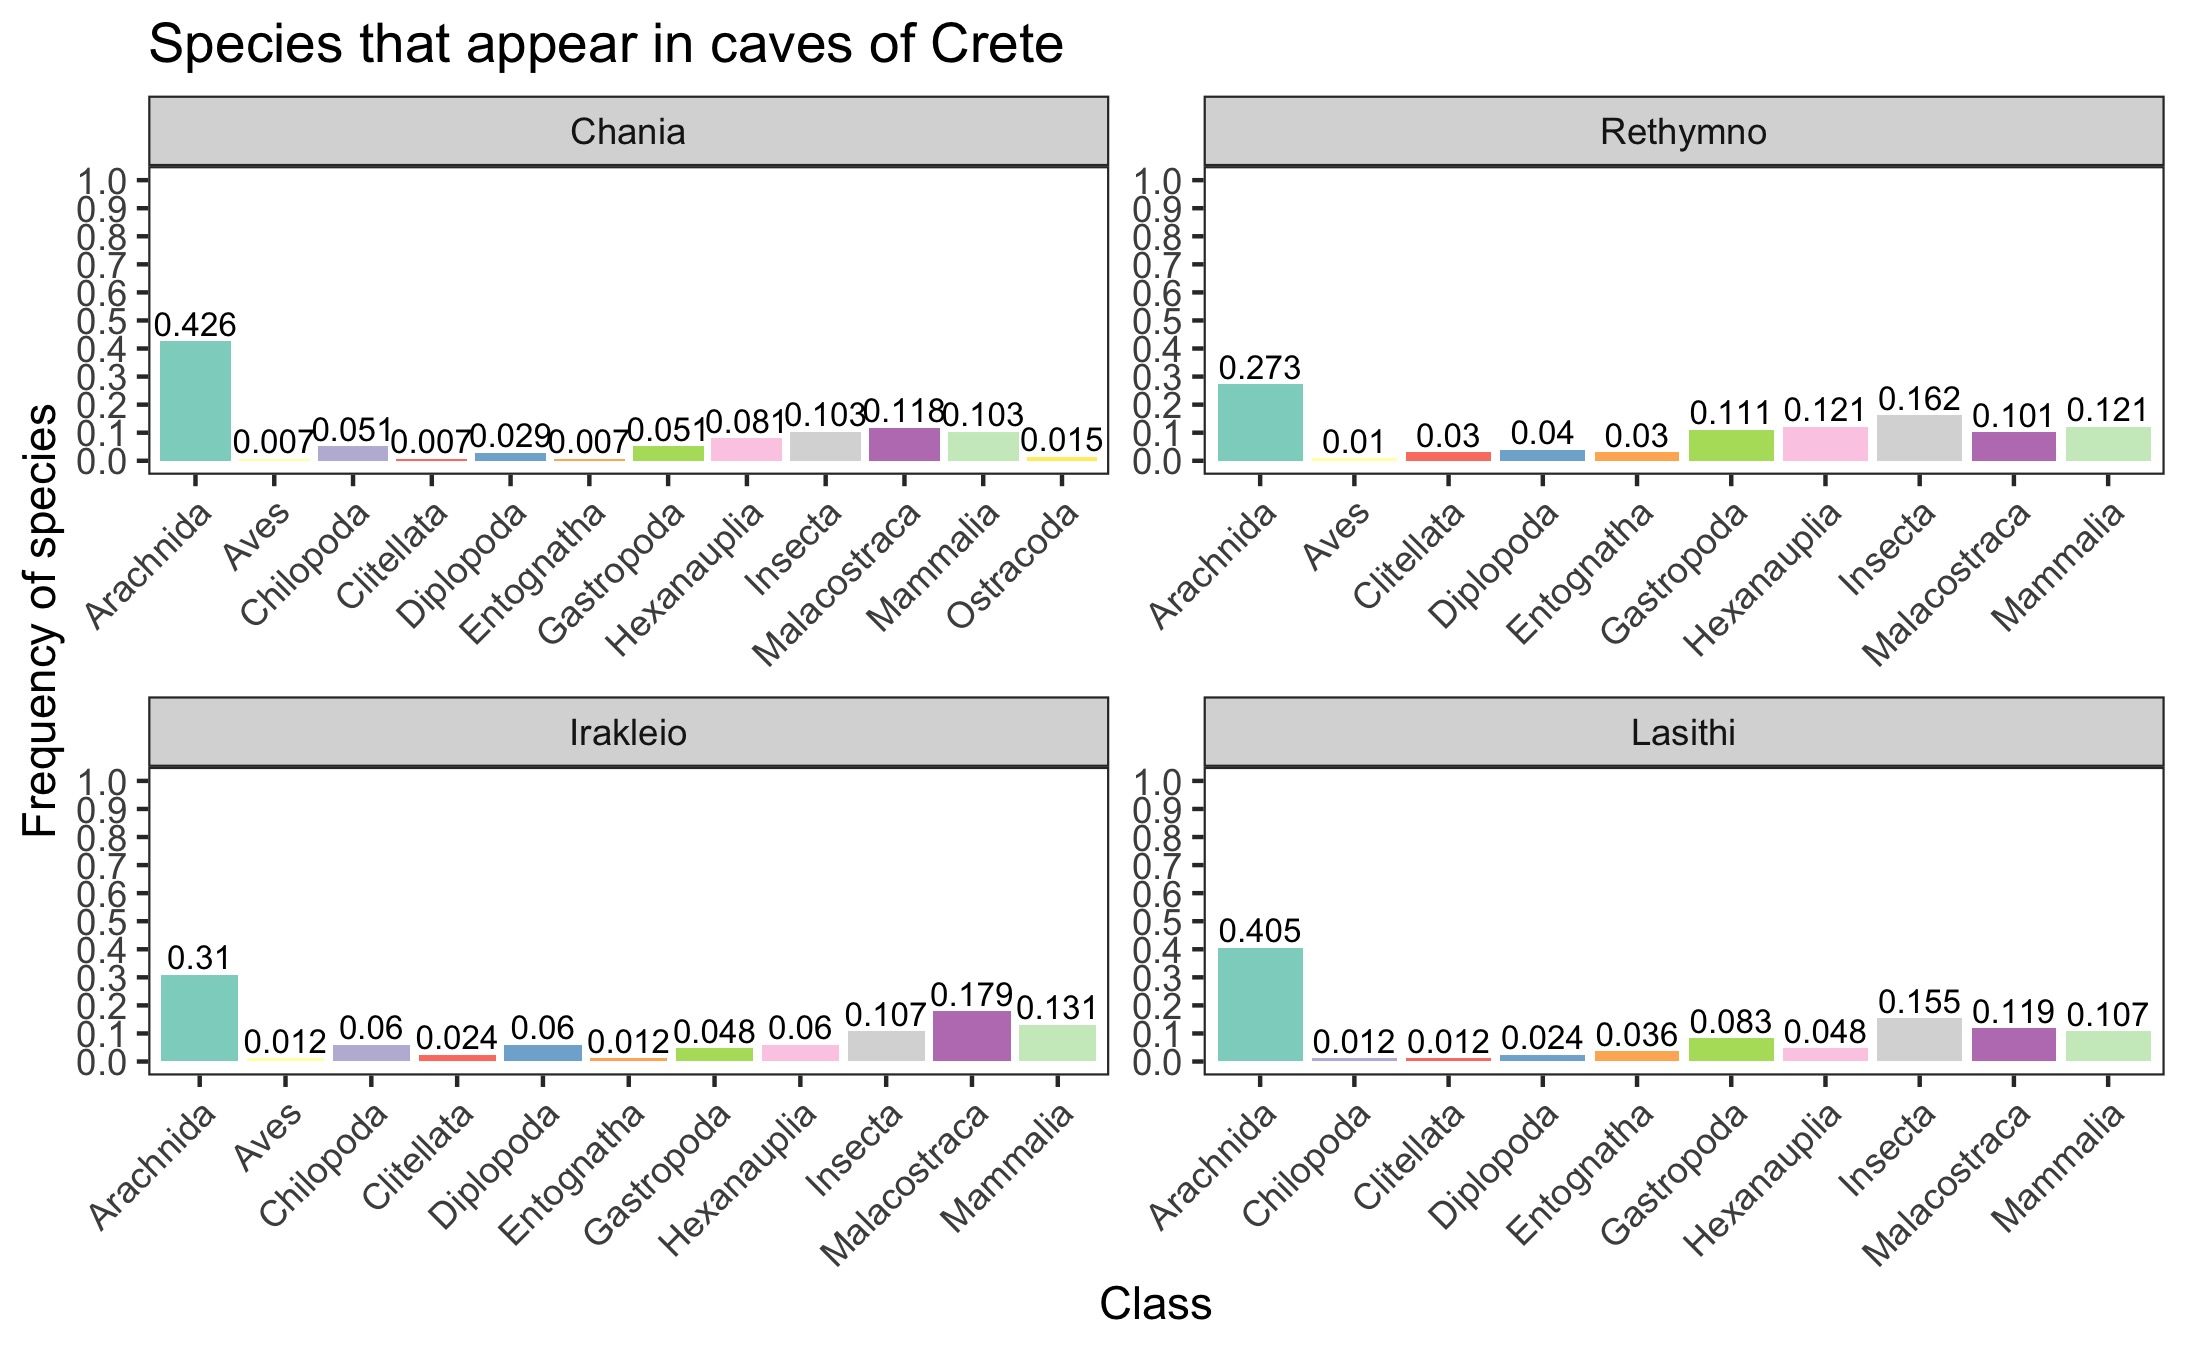 Species that appear in caves of Crete
Frequency of species
Chania
1.0
0.9
0.8
0.7
0.6
0.5
0.4
0.3
0.2
0.1
0.0
0.426 0.007 0.051 0.007 0.029 0.007 0.051 0.081 0.103 0.118 0.103 0.015
Arachnida Aves Chilopoda Clitellata Diplopoda Entognatha Gastropoda Hexanauplia Insecta Malacostraca Mammalia Ostracoda
Rethymno
1.0
0.9
0.8
0.7
0.6
0.5
0.4
0.3
0.2
0.1
0.0
0.273 0.01 0.03 0.04 0.03 0.111 0.121 0.162 0.101 0.121
Arachnida Aves Clitellata Diplopoda Entognatha Gastropoda Hexanauplia Insecta Malacostraca Mammalia
Irakleio
1.0
0.9
0.8
0.7
0.6
0.5
0.4
0.3
0.2
0.1
0.0
0.31 0.012 0.06 0.024 0.06 0.012 0.048 0.06 0.107 0.179 0.131
Arachnida Aves Chilopoda Clitellata Diplopoda Entognatha Gastropoda Hexanauplia Insecta Malacostraca Mammalia
Lasithi
1.0
0.9
0.8
0.7
0.6
0.5
0.4
0.3
0.2
0.1
0.0
0.405 0.012 0.012 0.024 0.036 0.083 0.048 0.155 0.119 0.107
Arachnida Chilopoda Clitellata Diplopoda Entognatha Gastropoda Hexanauplia Insecta Malacostraca Mammalia
Class